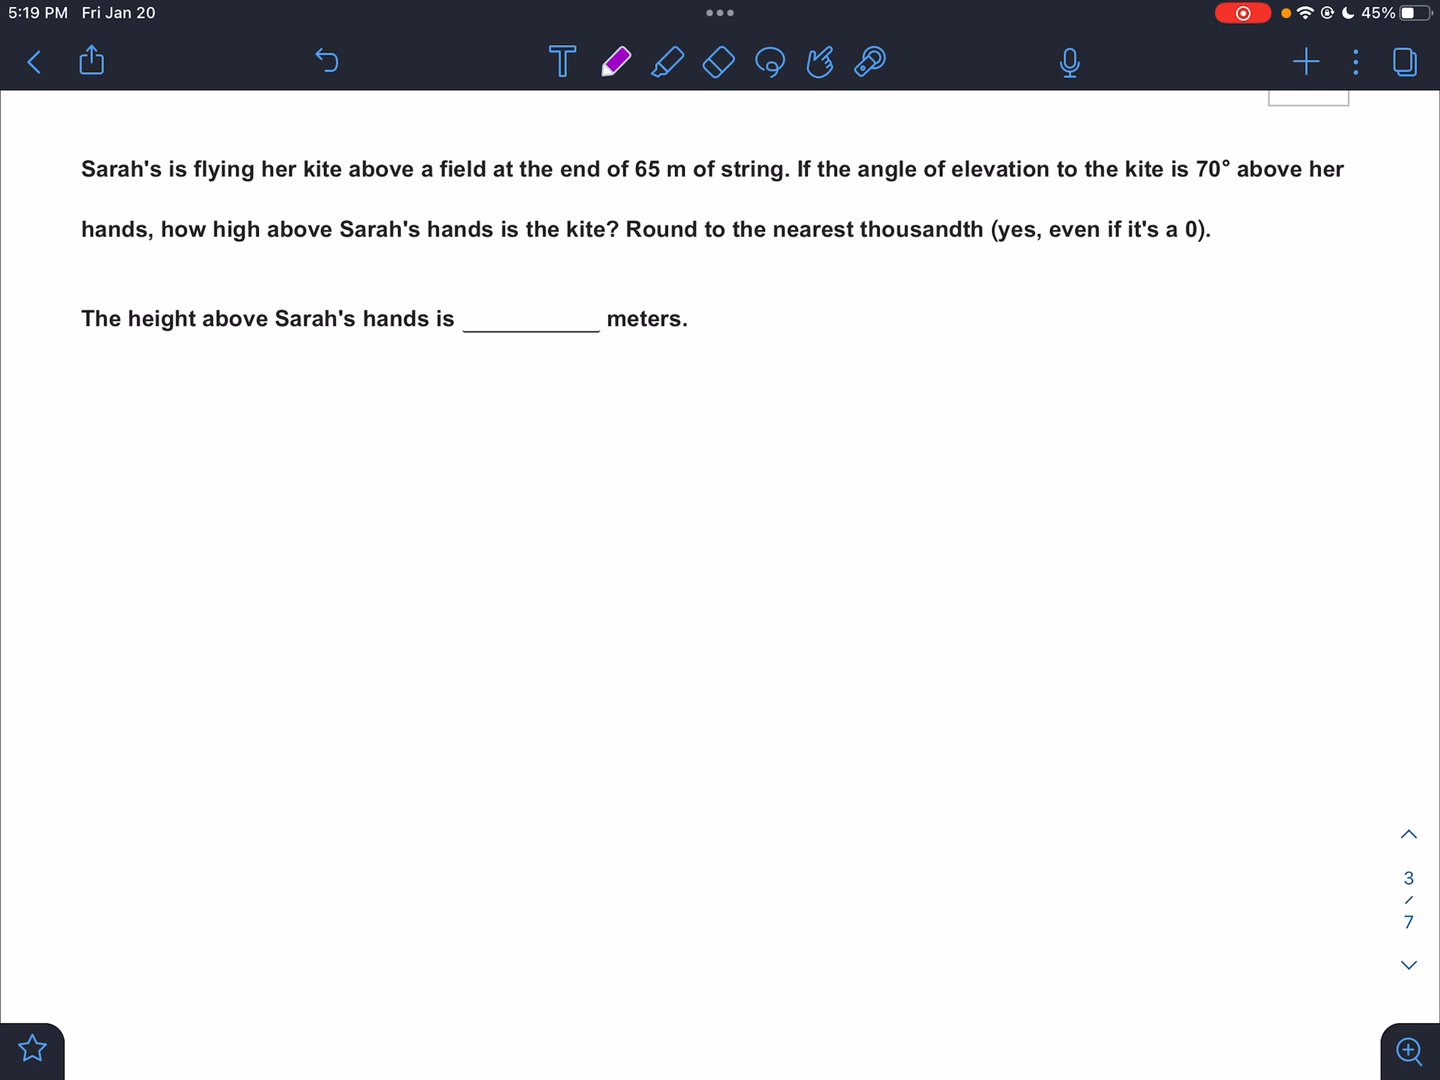 5:19 PM Fri Jan 20
45%
T
Sarah's is flying her kite above a field at the end of 65 m of string. If the angle of elevation to the kite is 70° above her
hands, how high above Sarah's hands is the kite? Round to the nearest thousandth (yes, even if it's a 0).
The height above Sarah's hands is ___________ meters.
3
/
7